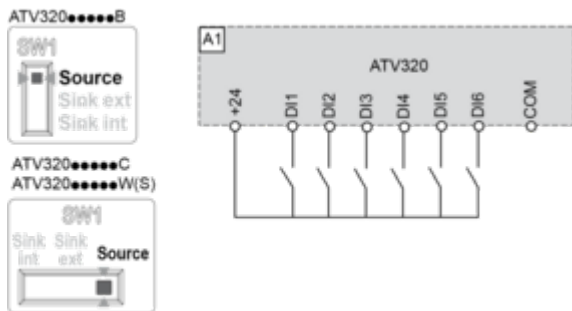 ATV320●●●●●B
SW1
Source
Sink ext
Sink int
ATV320●●●●●C
ATV320●●●●●W(S)
SW1
Sink int
Sink ext
Source
A1
ATV320
+24
DI1
DI2
DI3
DI4
DI5
DI6
COM